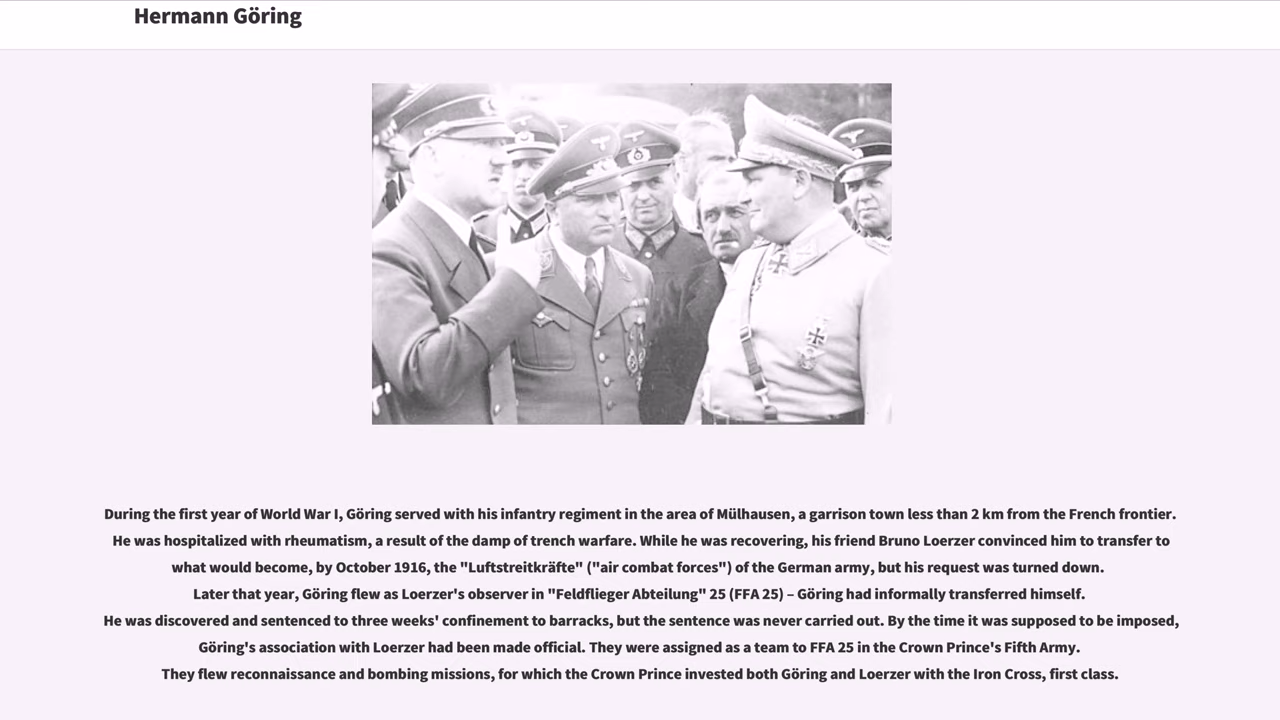 Hermann Göring
During the first year of World War I, Göring served with his infantry regiment in the area of Mülhausen, a garrison town less than 2 km from the French frontier.
He was hospitalized with rheumatism, a result of the damp of trench warfare. While he was recovering, his friend Bruno Loerzer convinced him to transfer to
what would become, by October 1916, the "Luftstreitkräfte" ("air combat forces") of the German army, but his request was turned down.
Later that year, Göring flew as Loerzer's observer in "Feldflieger Abteilung" 25 (FFA 25) – Göring had informally transferred himself.
He was discovered and sentenced to three weeks' confinement to barracks, but the sentence was never carried out. By the time it was supposed to be imposed,
Göring's association with Loerzer had been made official. They were assigned as a team to FFA 25 in the Crown Prince's Fifth Army.
They flew reconnaissance and bombing missions, for which the Crown Prince invested both Göring and Loerzer with the Iron Cross, first class.